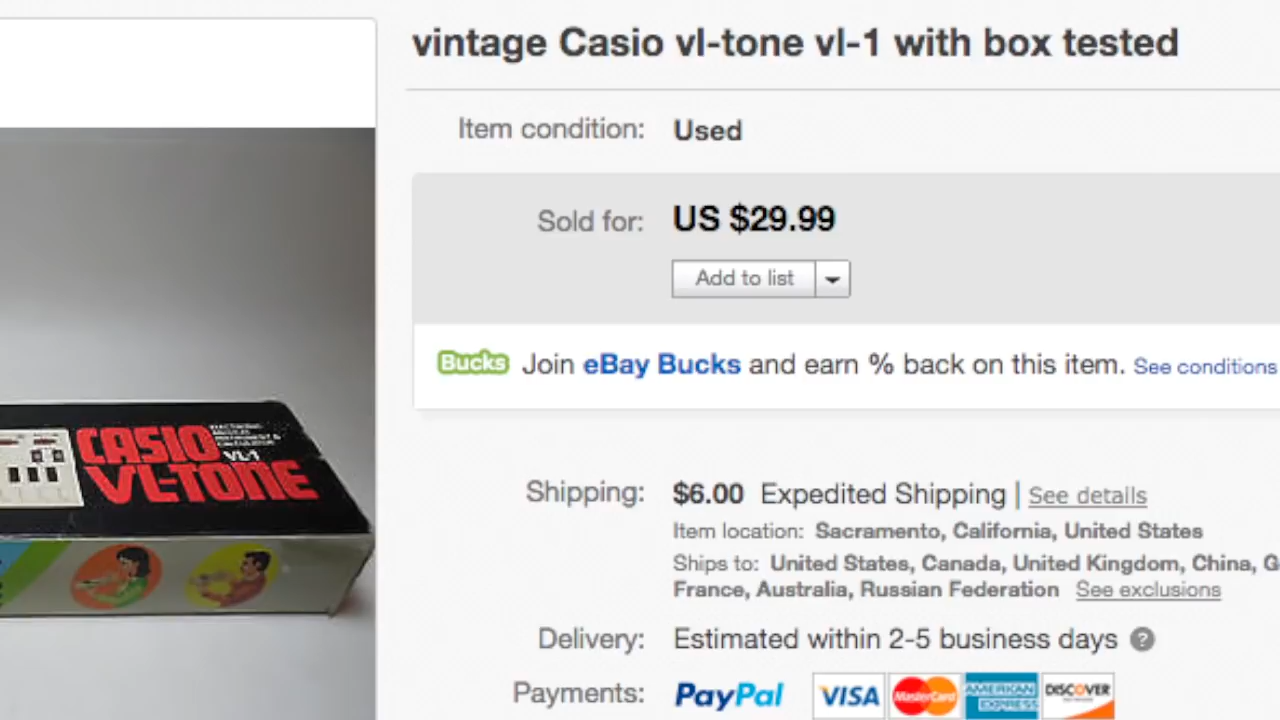 vintage Casio vl-tone vl-1 with box tested
Item condition: Used
Sold for: US $29.99
Add to list
Bucks Join eBay Bucks and earn % back on this item. See conditions
CASIO
VL-1
VL-TONE
Shipping: $6.00 Expedited Shipping | See details
Item location: Sacramento, California, United States
Ships to: United States, Canada, United Kingdom, China, G
France, Australia, Russian Federation See exclusions
Delivery: Estimated within 2-5 business days ?
Payments: PayPal VISA MasterCard AMERICAN EXPRESS DISCOVER